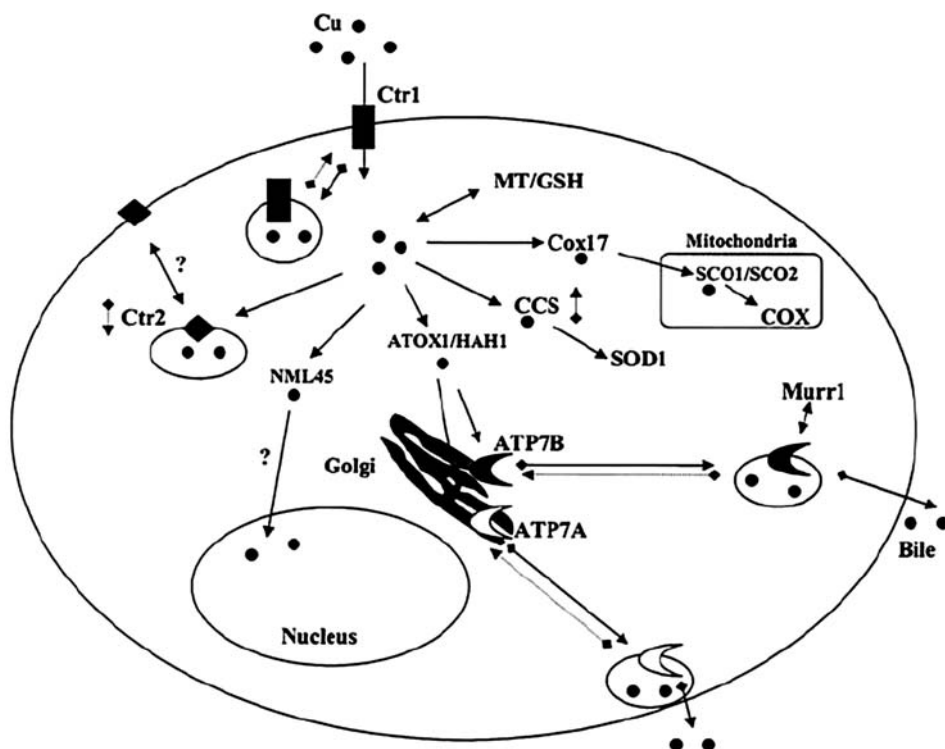 Cu
Ctr1
MT/GSH
Cox17
Mitochondria
SCO1/SCO2
COX
?
Ctr2
CCS
ATOX1/HAH1
SOD1
NML45
Murr1
?
ATP7B
Golgi
ATP7A
Bile
Nucleus